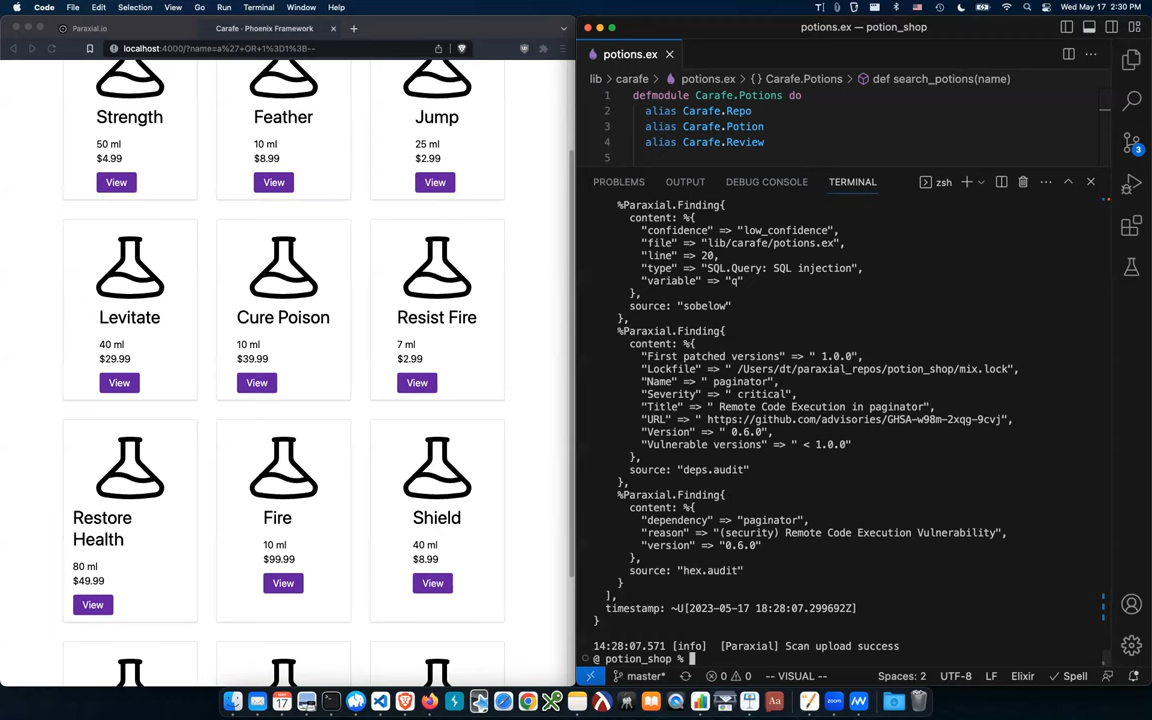 Code File Edit Selection View Go Run Terminal Window Help
Wed May 17 2:30 PM
Paraxial.io
Carafe · Phoenix Framework
localhost:4000/?name=a%27+OR+1%3D1%3B--
Strength
Feather
Jump
50 ml
10 ml
25 ml
$4.99
$8.99
$2.99
View
View
View
Levitate
Cure Poison
Resist Fire
40 ml
10 ml
7 ml
$29.99
$39.99
$2.99
View
View
View
Restore
Health
Fire
Shield
80 ml
10 ml
40 ml
$49.99
$99.99
$8.99
View
View
View
potions.ex — potion_shop
potions.ex
lib > carafe > potions.ex > {} Carafe.Potions > def search_potions(name)
1 defmodule Carafe.Potions do
2 alias Carafe.Repo
3 alias Carafe.Potion
4 alias Carafe.Review
5
PROBLEMS OUTPUT DEBUG CONSOLE TERMINAL zsh
%Paraxial.Finding{
content: %{
"confidence" => "low_confidence",
"file" => "lib/carafe/potions.ex",
"line" => 20,
"type" => "SQL.Query: SQL injection",
"variable" => "q"
},
source: "sobelow"
},
%Paraxial.Finding{
content: %{
"First patched versions" => " 1.0.0",
"Lockfile" => " /Users/dt/paraxial_repos/potion_shop/mix.lock",
"Name" => " paginator",
"Severity" => " critical",
"Title" => " Remote Code Execution in paginator",
"URL" => " https://github.com/advisories/GHSA-w98m-2xqg-9cvj",
"Version" => " 0.6.0",
"Vulnerable versions" => " < 1.0.0"
},
source: "deps.audit"
},
%Paraxial.Finding{
content: %{
"dependency" => "paginator",
"reason" => "(security) Remote Code Execution Vulnerability",
"version" => "0.6.0"
},
source: "hex.audit"
}
],
timestamp: ~U[2023-05-17 18:28:07.299692Z]
}
14:28:07.571 [info] [Paraxial] Scan upload success
@ potion_shop %
3
master* 0 0 -- VISUAL -- Spaces: 2 UTF-8 LF Elixir Spell
17
zoom
Aa